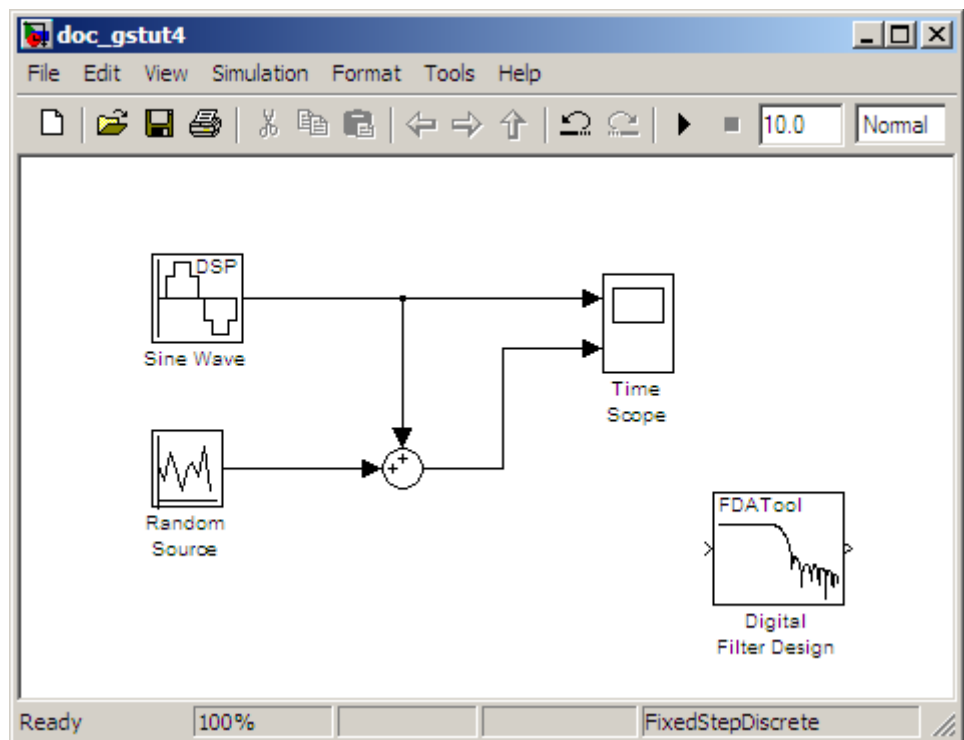 doc_gstut4
File Edit View Simulation Format Tools Help
10.0 Normal
DSP
Sine Wave
Time
Scope
+ +
Random
Source
FDATool
Digital
Filter Design
Ready 100% FixedStepDiscrete